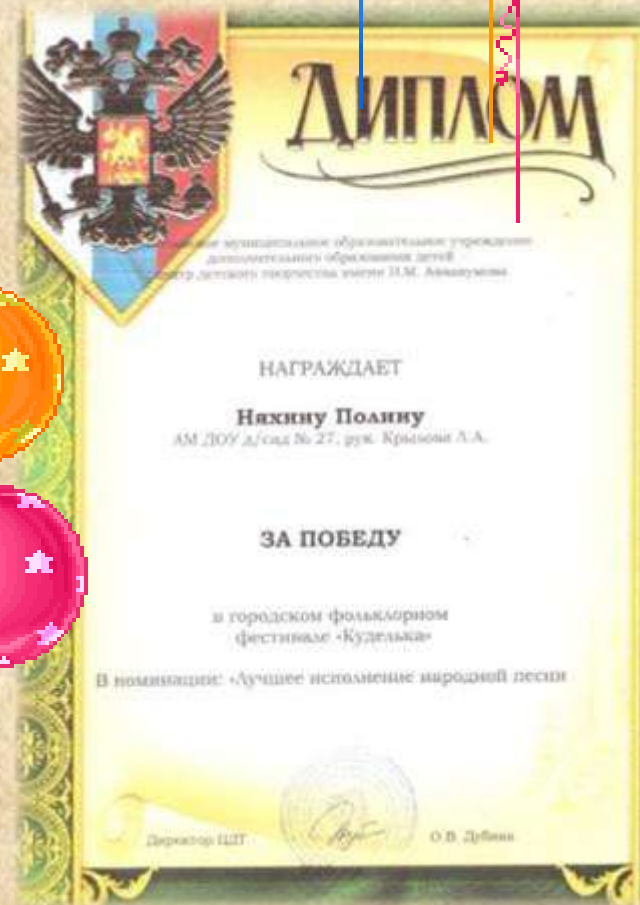 ДИПЛОМ
муниципальное образовательное учреждение
дополнительного образования детей
детского творчества имени И.М.
НАГРАЖДАЕТ
Няхину Полину
АМ ДОУ д/сад № 27, рук. Крылова Л.А.
ЗА ПОБЕДУ
в городском фольклорном
фестивале «Куделька»
В номинации: «Лучшее исполнение народной песни
Директор ЦДТ О.В. Дубина